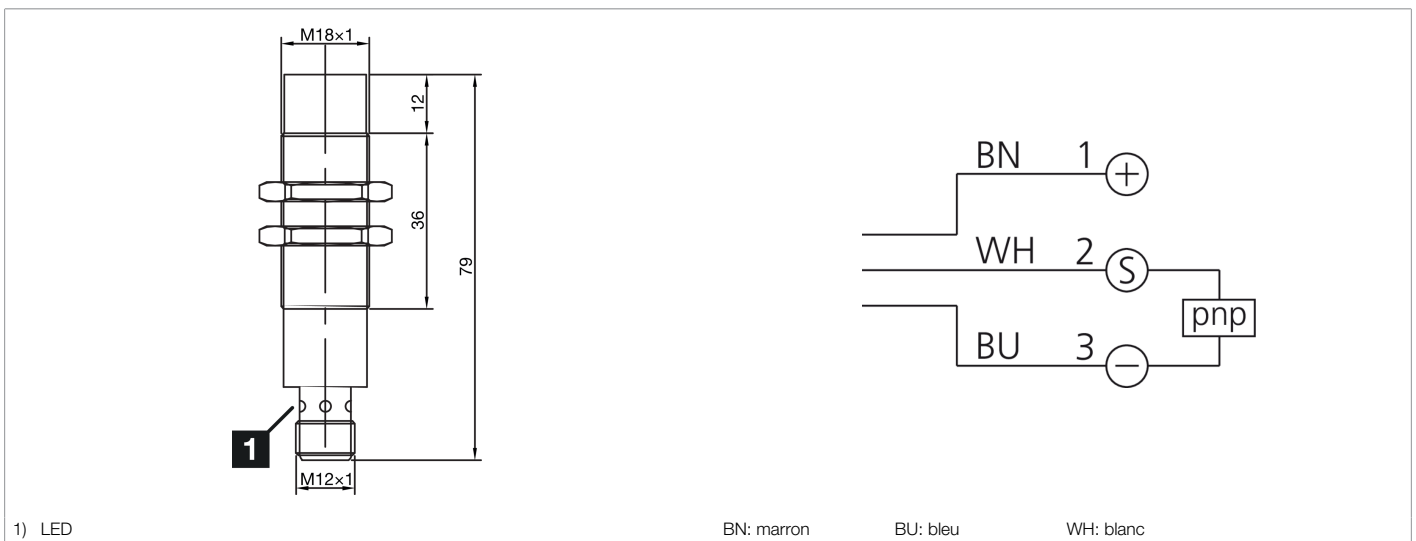 M18×1
12
36
79
1
M12×1
BN 1
+
WH 2
S
pnp
BU 3
−
1) LED
BN: marron BU: bleu WH: blanc